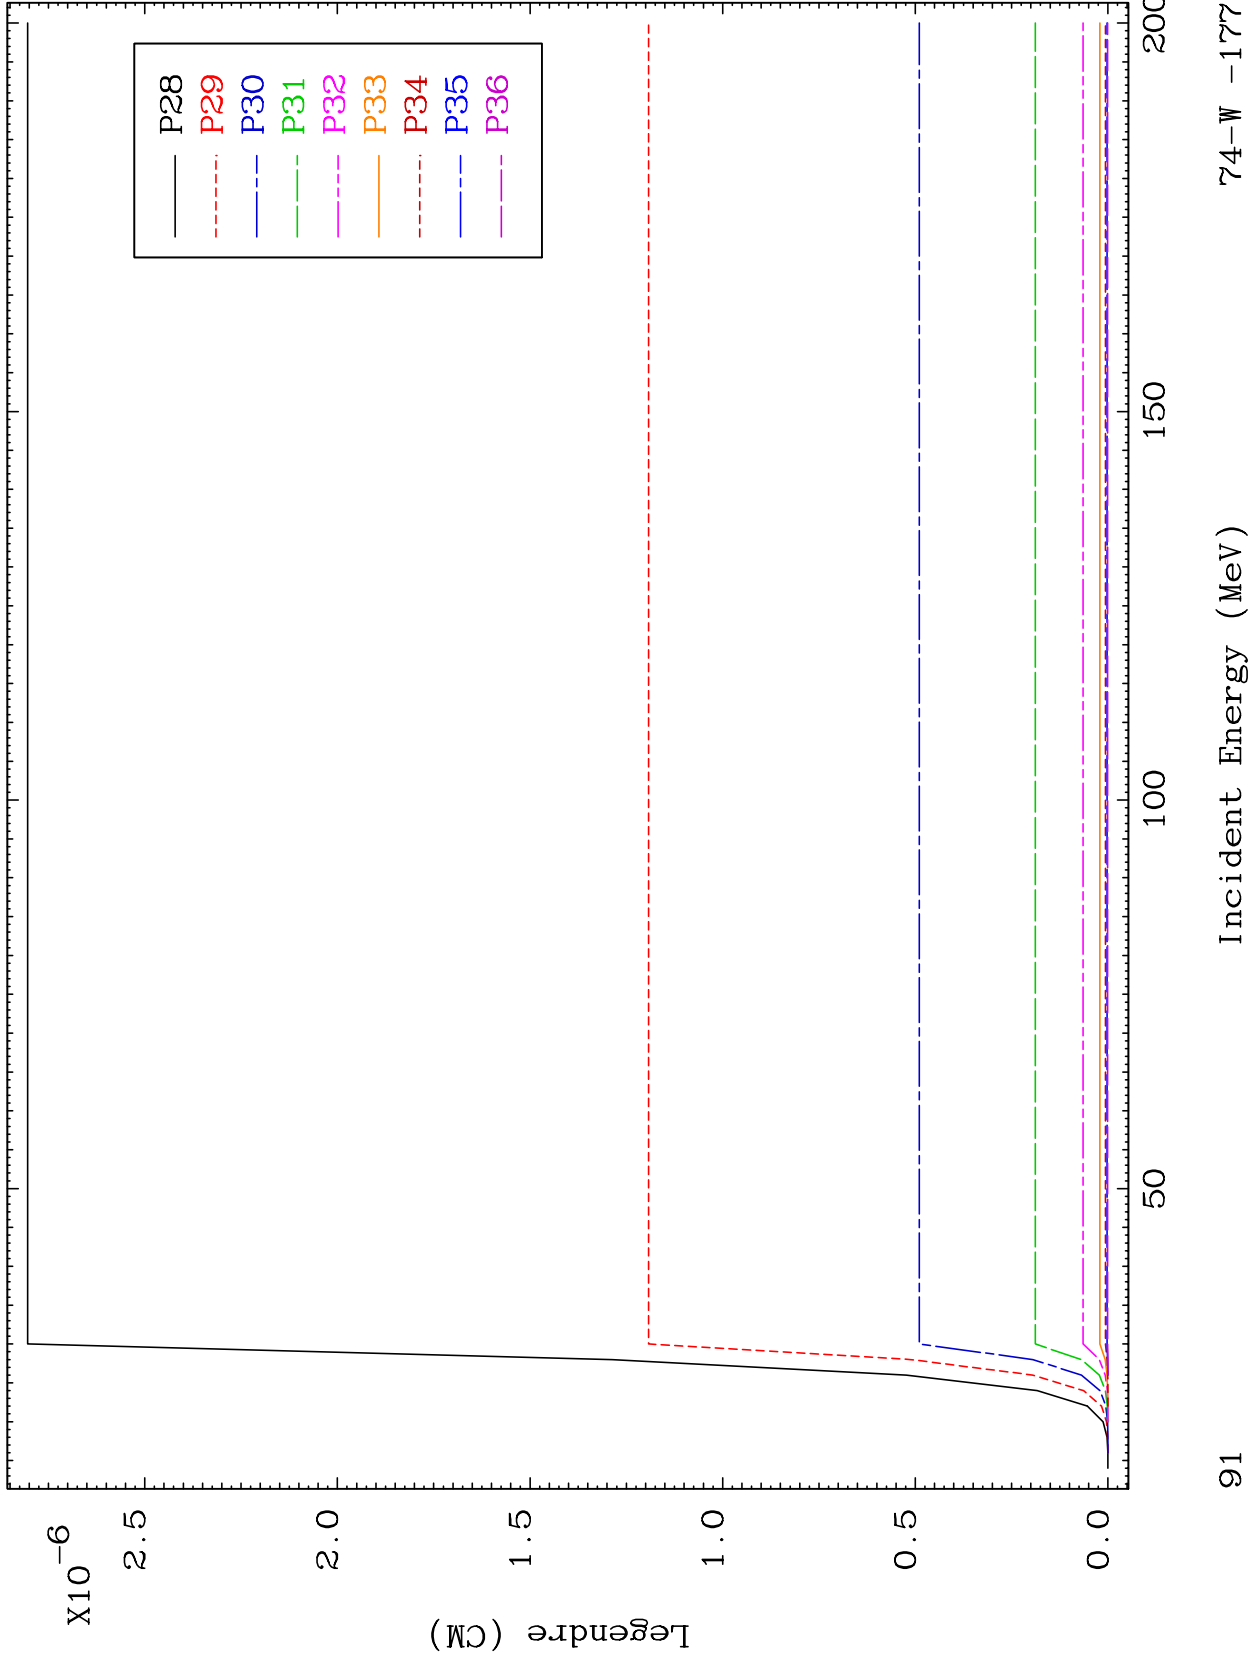 X10-6
2.5
2.0
1.5
1.0
0.5
0.0
Legendre (CM)
P28
P29
P30
P31
P32
P33
P34
P35
P36
50
100
150
200
Incident Energy (MeV)
91
74-W -177